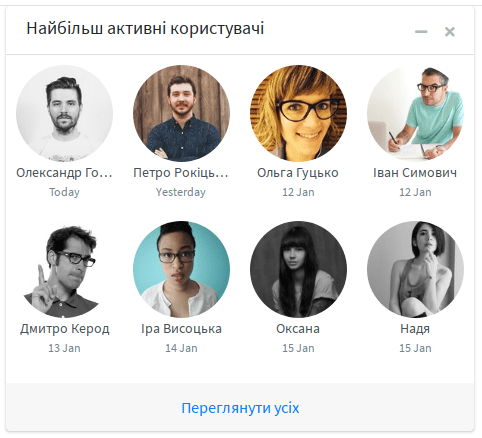 Найбільш активні користувачі
Олександр Го...
Петро Рокіць...
Ольга Гуцько
Іван Симович
Today
Yesterday
12 Jan
12 Jan
Дмитро Керод
Іра Височька
Оксана
Надя
13 Jan
14 Jan
15 Jan
15 Jan
Переглянути усіх